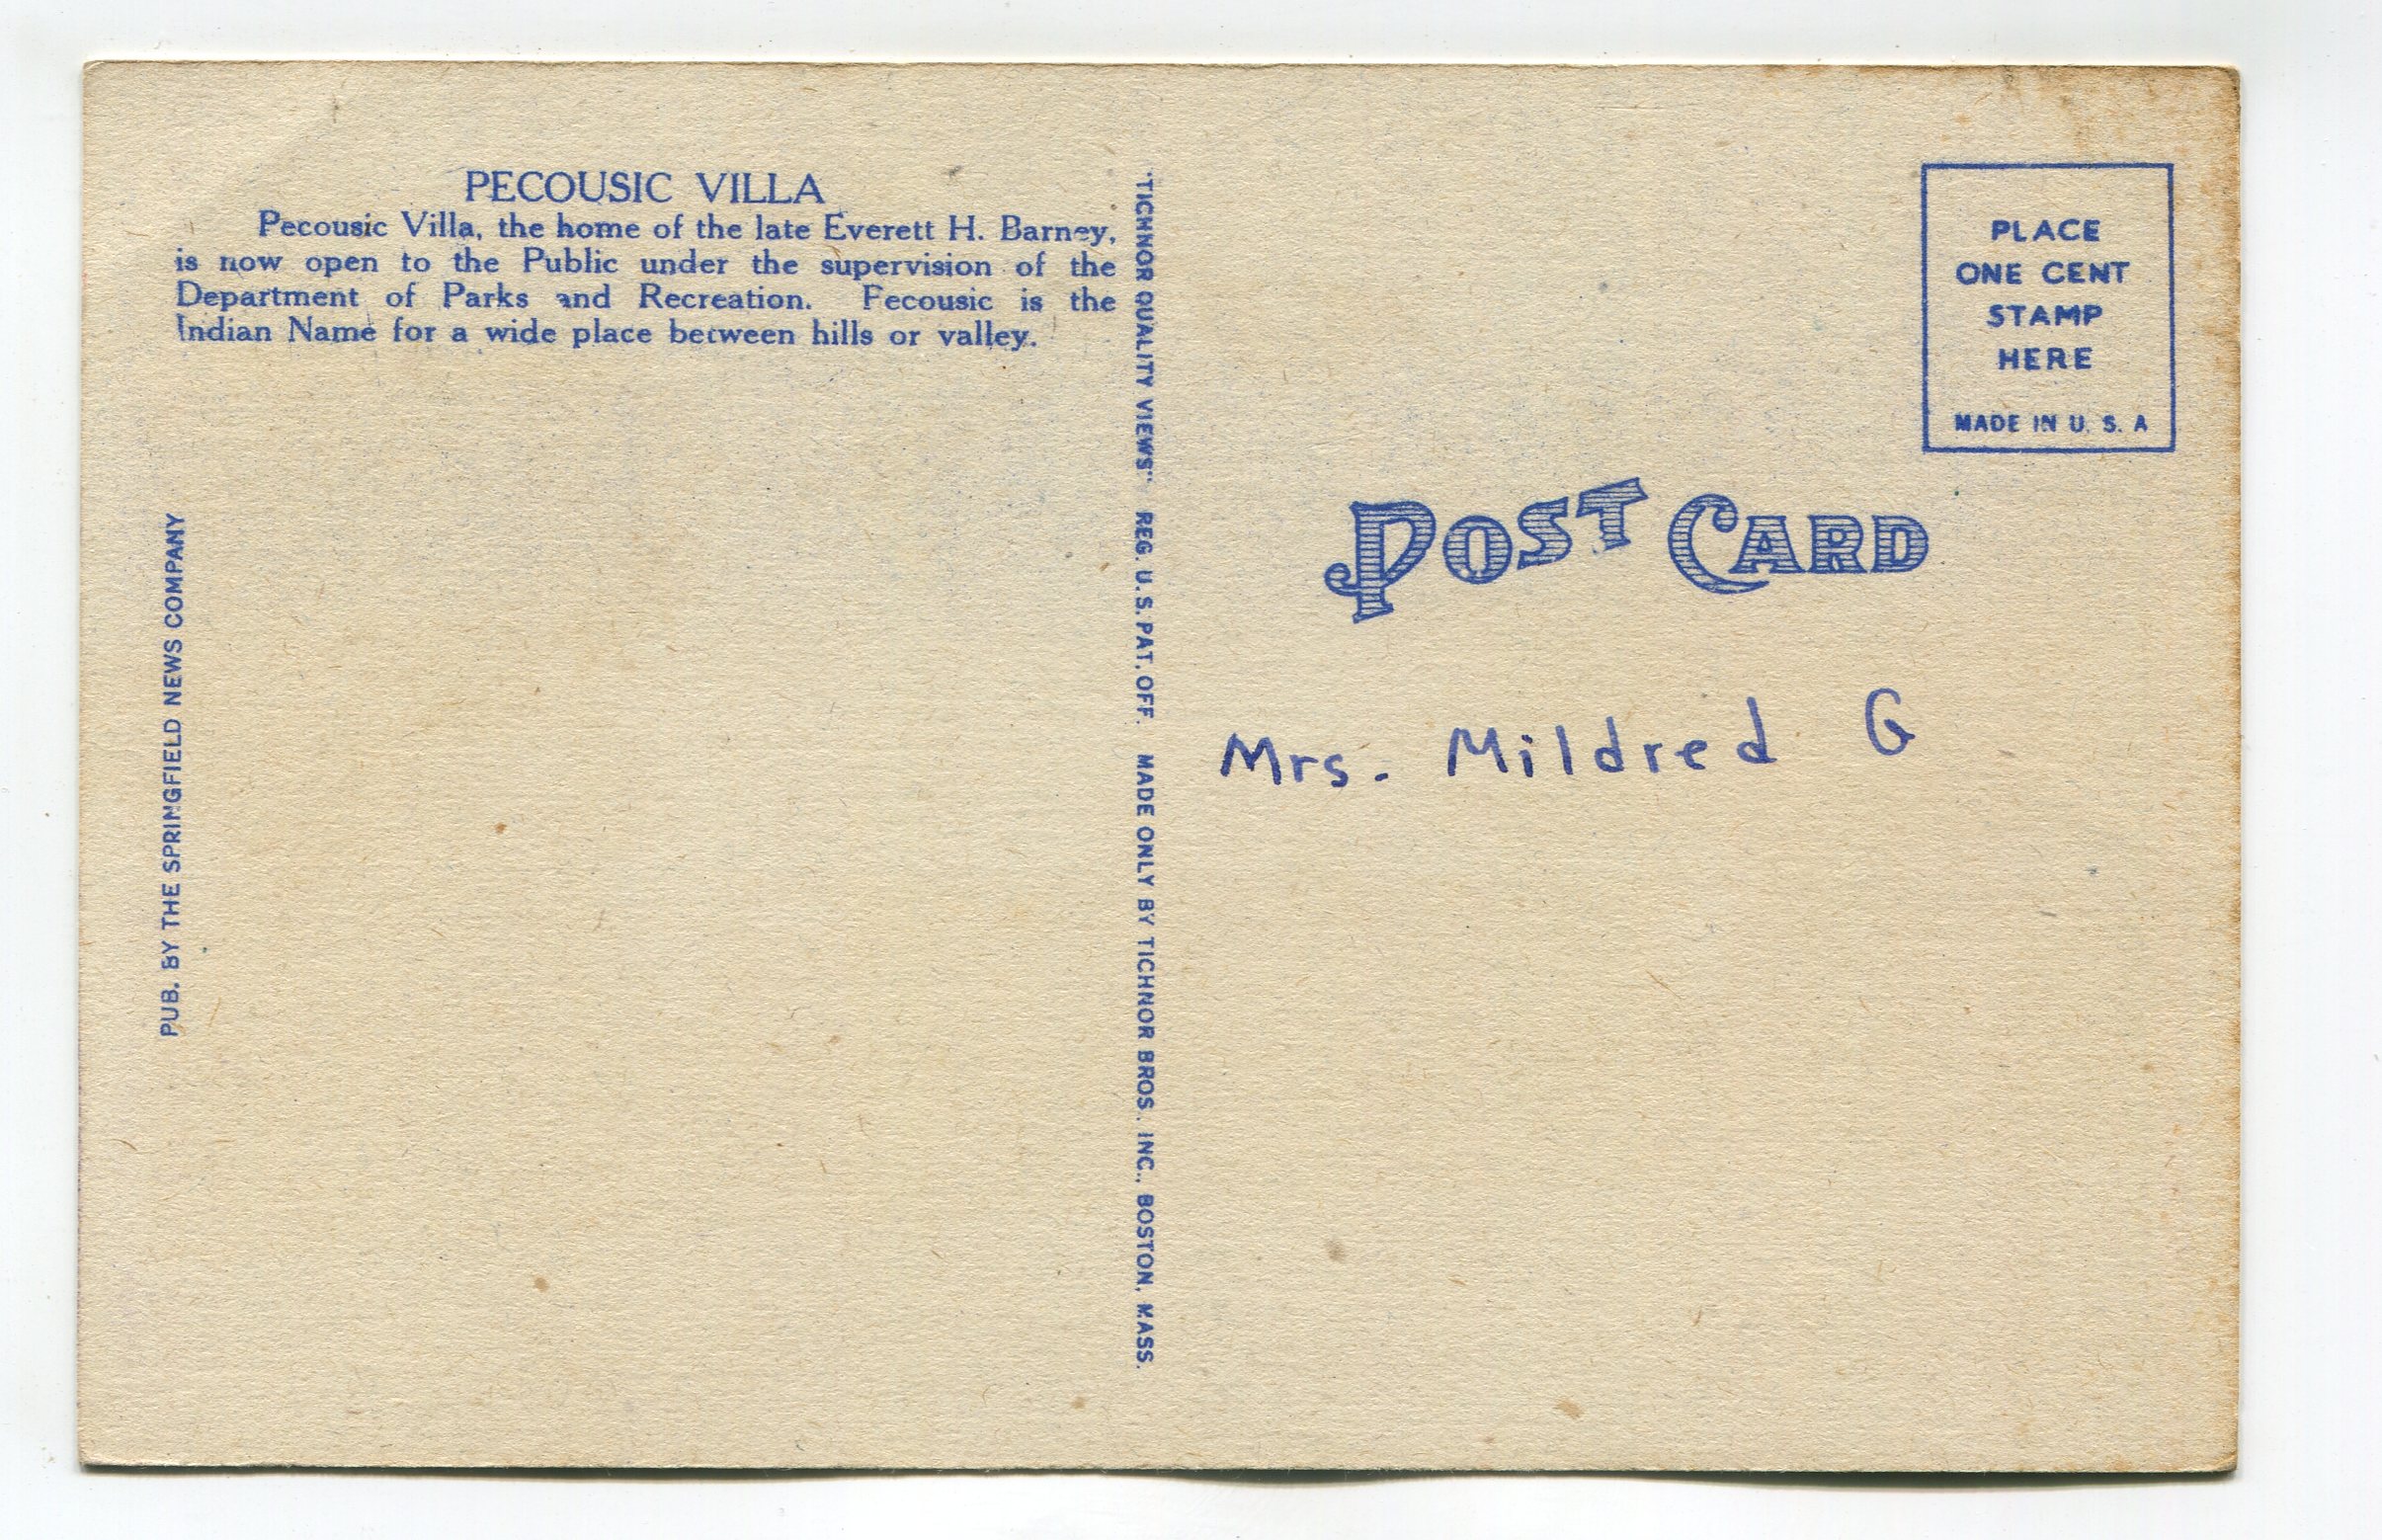 PECOUSIC VILLA
Pecousic Villa, the home of the late Everett H. Barney,
is now open to the Public under the supervision of the
Department of Parks and Recreation. Fecousic is the
Indian Name for a wide place between hills or valley.
PUB. BY THE SPRINGFIELD NEWS COMPANY
"TICHNOR QUALITY VIEWS" REG. U. S. PAT. OFF. MADE ONLY BY TICHNOR BROS. INC., BOSTON, MASS.
PLACE
ONE CENT
STAMP
HERE
MADE IN U. S. A
POST CARD
Mrs. Mildred G